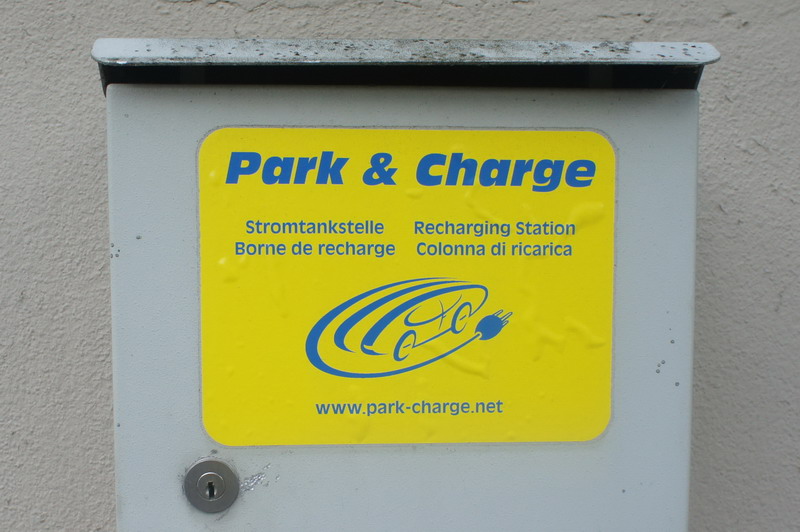 Park & Charge
Stromtankstelle Recharging Station
Borne de recharge Colonna di ricarica
www.park-charge.net